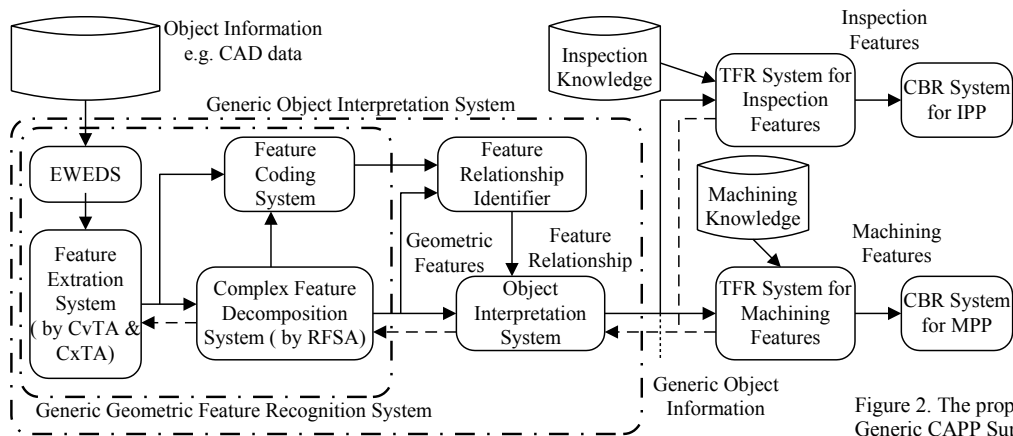 Object Information
e.g. CAD data
Generic Object Interpretation System
EWEDS
Feature
Extration
System
( by CvTA &
CxTA)
Feature
Coding
System
Complex Feature
Decomposition
System ( by RFSA)
Feature
Relationship
Identifier
Geometric
Features
Feature
Relationship
Object
Interpretation
System
Generic Geometric Feature Recognition System
Inspection
Knowledge
TFR System for
Inspection
Features
Inspection
Features
CBR System
for IPP
Machining
Knowledge
TFR System for
Machining
Features
Machining
Features
CBR System
for MPP
Generic Object
Information
Figure 2. The prop
Generic CAPP Sur